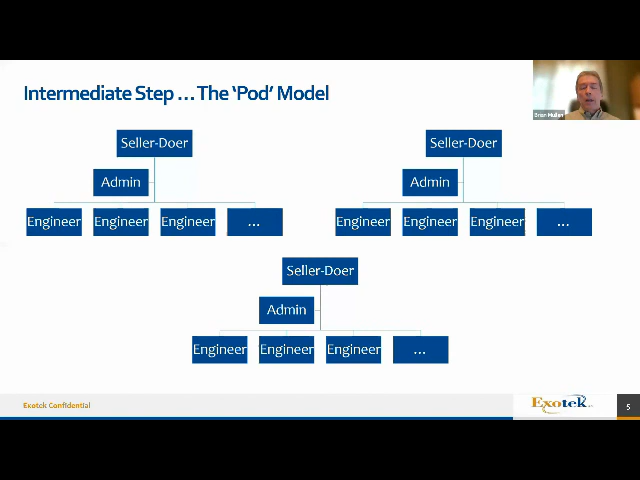 Intermediate Step ... The 'Pod' Model
Brian Mullen
Seller-Doer
Admin
Engineer Engineer Engineer ...
Seller-Doer
Admin
Engineer Engineer Engineer ...
Seller-Doer
Admin
Engineer Engineer Engineer ...
Exotek Confidential
Exotek
5